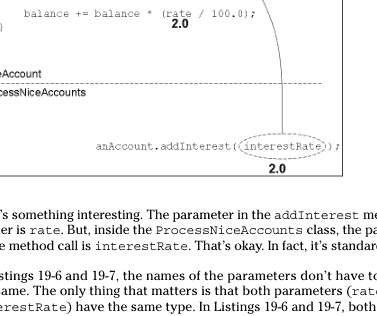 balance += balance * (rate / 100.0);
2.0
}
eAccount
cessNiceAccounts
anAccount.addInterest((interestRate));
2.0
's something interesting. The parameter in the addInterest me
er is rate. But, inside the ProcessNiceAccounts class, the pa
e method call is interestRate. That's okay. In fact, it's standar
stings 19-6 and 19-7, the names of the parameters don't have to
same. The only thing that matters is that both parameters (rat
erestRate) have the same type. In Listings 19-6 and 19-7, both